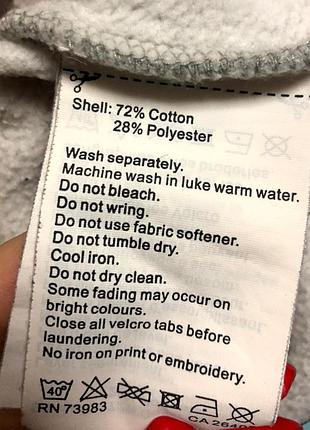 Shell: 72% Cotton
28% Polyester
Wash separately.
Machine wash in luke warm water.
Do not bleach.
Do not wring.
Do not use fabric softener.
Do not tumble dry.
Cool iron.
Do not dry clean.
Some fading may occur on
bright colours.
Close all velcro tabs before
laundering.
No iron on print or embroidery.
40°
RN 73983 CA